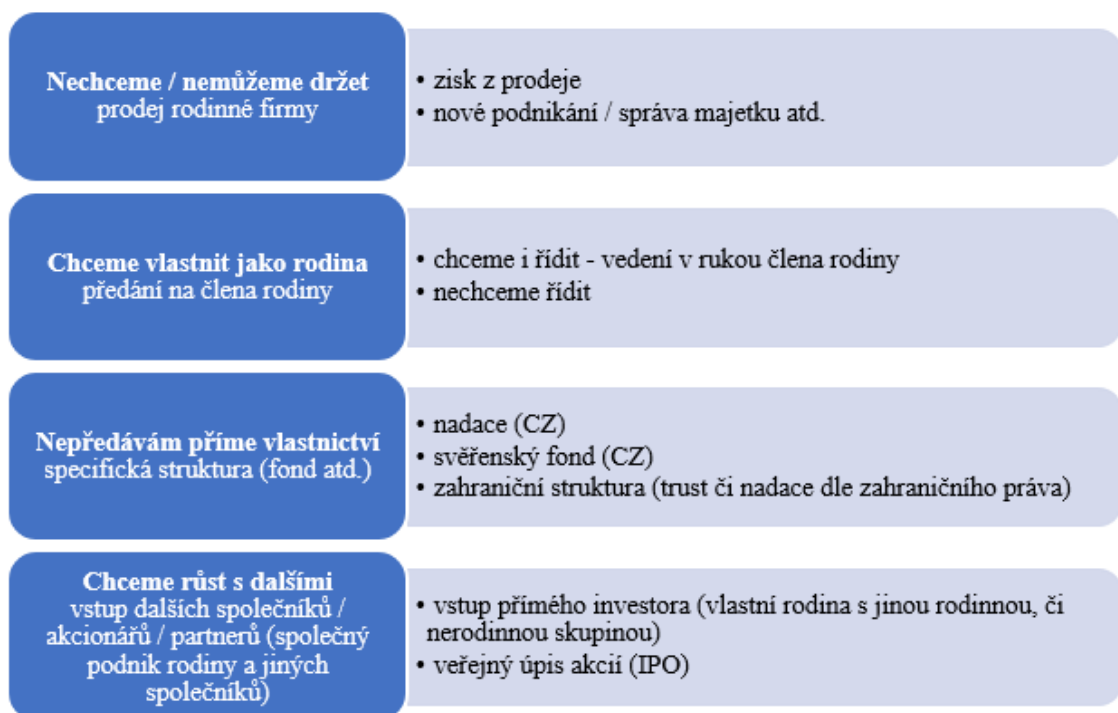 Nechceme / nemůžeme držet
prodej rodinné firmy
• zisk z prodeje
• nové podnikání / správa majetku atd.
Chceme vlastnit jako rodina
předání na člena rodiny
• chceme i řídit - vedení v rukou člena rodiny
• nechceme řídit
Nepředávám příme vlastnictví
specifická struktura (fond atd.)
• nadace (CZ)
• svěřenský fond (CZ)
• zahraniční struktura (trust či nadace dle zahraničního práva)
Chceme růst s dalšími
vstup dalších společníků /
akcionářů / partnerů (společný
podnik rodiny a jiných
společníků)
• vstup přímého investora (vlastní rodina s jinou rodinnou, či
nerodinnou skupinou)
• veřejný úpis akcií (IPO)